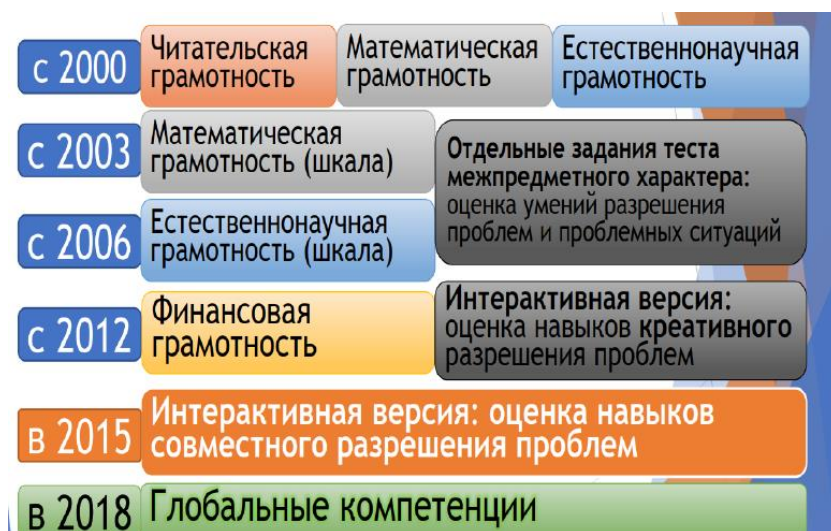 с 2000
Читательская
грамотность
Математическая
грамотность
Естественнонаучная
грамотность
с 2003
Математическая
грамотность (шкала)
Отдельные задания теста
межпредметного характера:
оценка умений разрешения
проблем и проблемных ситуаций
с 2006
Естественнонаучная
грамотность (шкала)
с 2012
Финансовая
грамотность
Интерактивная версия:
оценка навыков креативного
разрешения проблем
в 2015
Интерактивная версия: оценка навыков
совместного разрешения проблем
в 2018
Глобальные компетенции